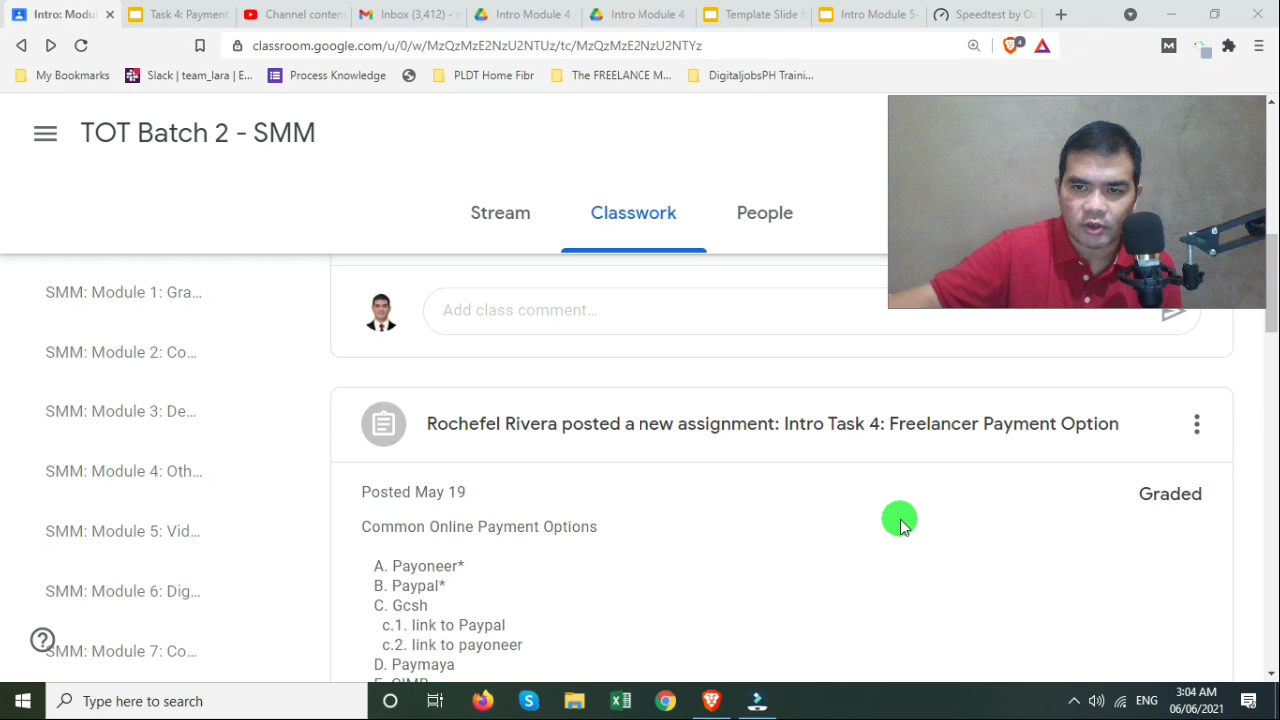 Intro: Modul
Task 4: Payment
Channel conten
Inbox (3,412) -
Intro Module 4
Intro Module 4
Template Slide
Intro Module 5-
Speedtest by Oo
classroom.google.com/u/0/w/MzQzMzE2NzU2NTUz/tc/MzQzMzE2NzU2NTYz
4
M
My Bookmarks
Slack | team_lara | E...
Process Knowledge
PLDT Home Fibr
The FREELANCE M...
DigitaljobsPH Traini...
TOT Batch 2 - SMM
Stream
Classwork
People
SMM: Module 1: Gra...
SMM: Module 2: Co...
SMM: Module 3: De...
SMM: Module 4: Oth...
SMM: Module 5: Vid...
SMM: Module 6: Dig...
SMM: Module 7: Co...
Add class comment...
Rochefel Rivera posted a new assignment: Intro Task 4: Freelancer Payment Option
Posted May 19
Graded
Common Online Payment Options
A. Payoneer*
B. Paypal*
C. Gcsh
c.1. link to Paypal
c.2. link to payoneer
D. Paymaya
Type here to search
ENG
3:04 AM
06/06/2021